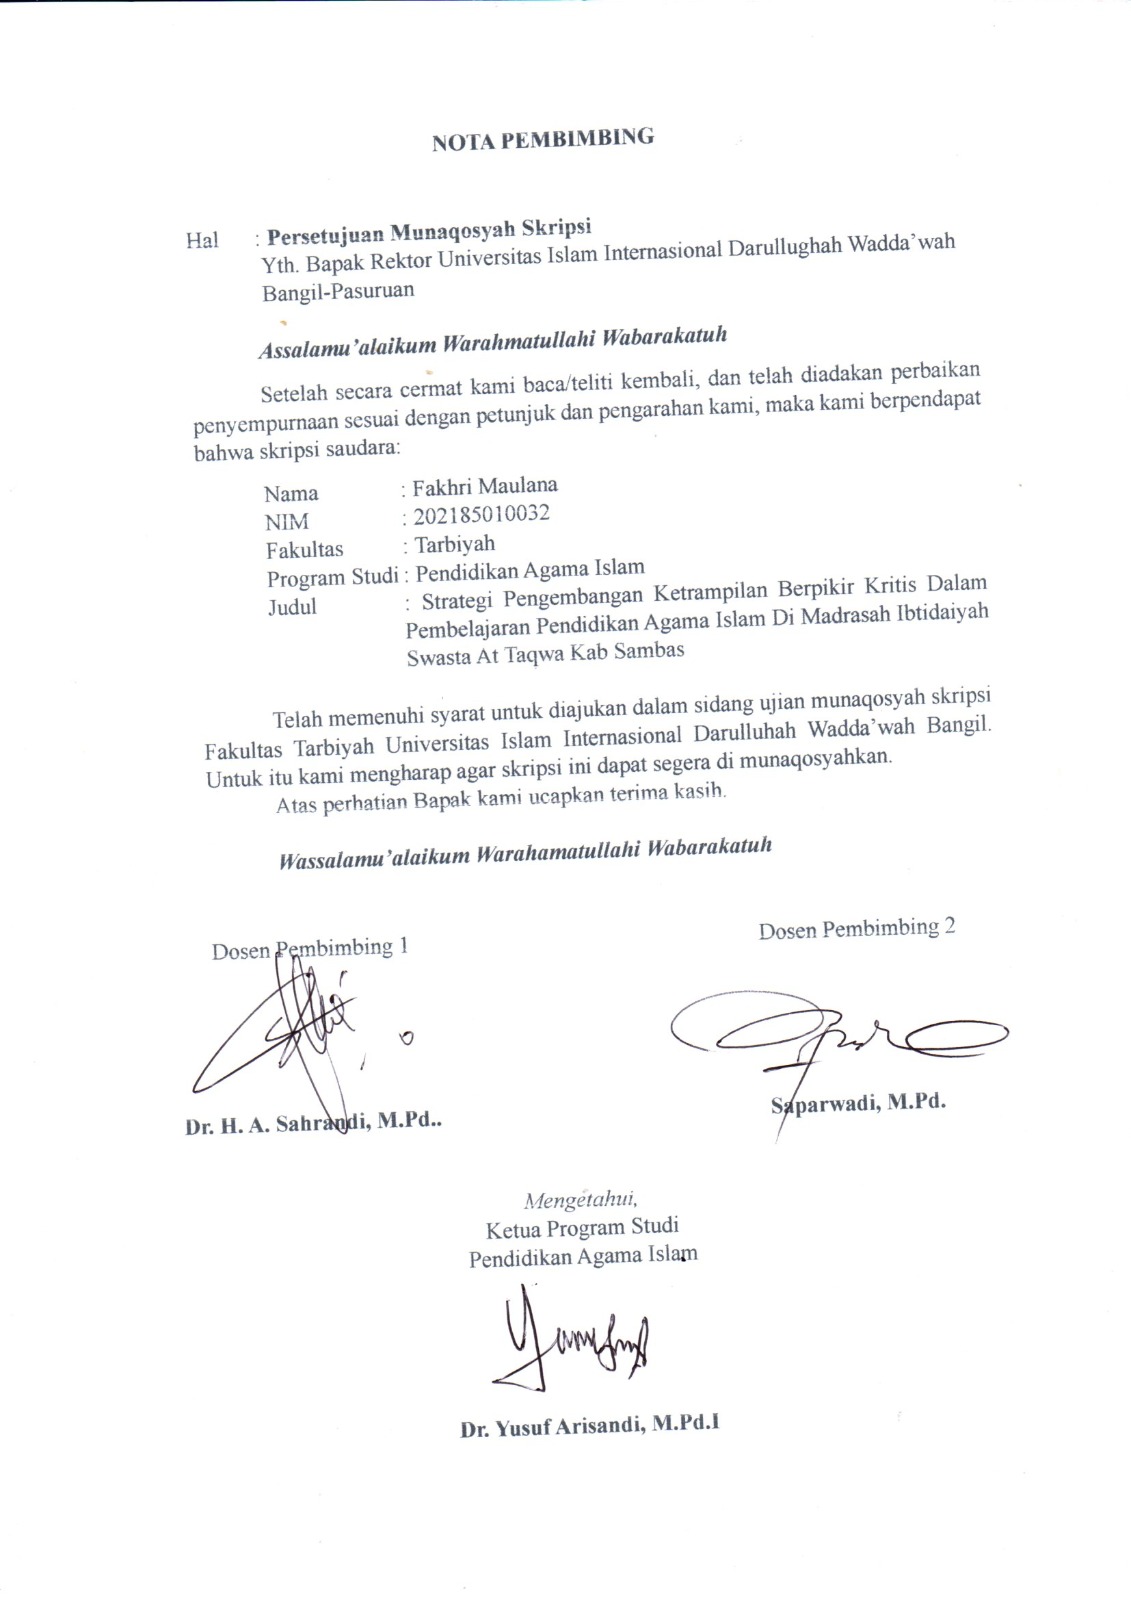 NOTA PEMBIMBING
Hal : Persetujuan Munaqosyah Skripsi
Yth. Bapak Rektor Universitas Islam Internasional Darullughah Wadda'wah
Bangil-Pasuruan
Assalamu'alaikum Warahmatullahi Wabarakatuh
Setelah secara cermat kami baca/teliti kembali, dan telah diadakan perbaikan
penyempurnaan sesuai dengan petunjuk dan pengarahan kami, maka kami berpendapat
bahwa skripsi saudara:
Nama : Fakhri Maulana
NIM : 202185010032
Fakultas : Tarbiyah
Program Studi : Pendidikan Agama Islam
Judul : Strategi Pengembangan Ketrampilan Berpikir Kritis Dalam
Pembelajaran Pendidikan Agama Islam Di Madrasah Ibtidaiyah
Swasta At Taqwa Kab Sambas
Telah memenuhi syarat untuk diajukan dalam sidang ujian munaqosyah skripsi
Fakultas Tarbiyah Universitas Islam Internasional Darulluhah Wadda'wah Bangil.
Untuk itu kami mengharap agar skripsi ini dapat segera di munaqosyahkan.
Atas perhatian Bapak kami ucapkan terima kasih.
Wassalamu'alaikum Warahamatullahi Wabarakatuh
Dosen Pembimbing 1
Dosen Pembimbing 2
Dr. H. A. Sahrandi, M.Pd..
Saparwadi, M.Pd.
Mengetahui,
Ketua Program Studi
Pendidikan Agama Islam
Dr. Yusuf Arisandi, M.Pd.I